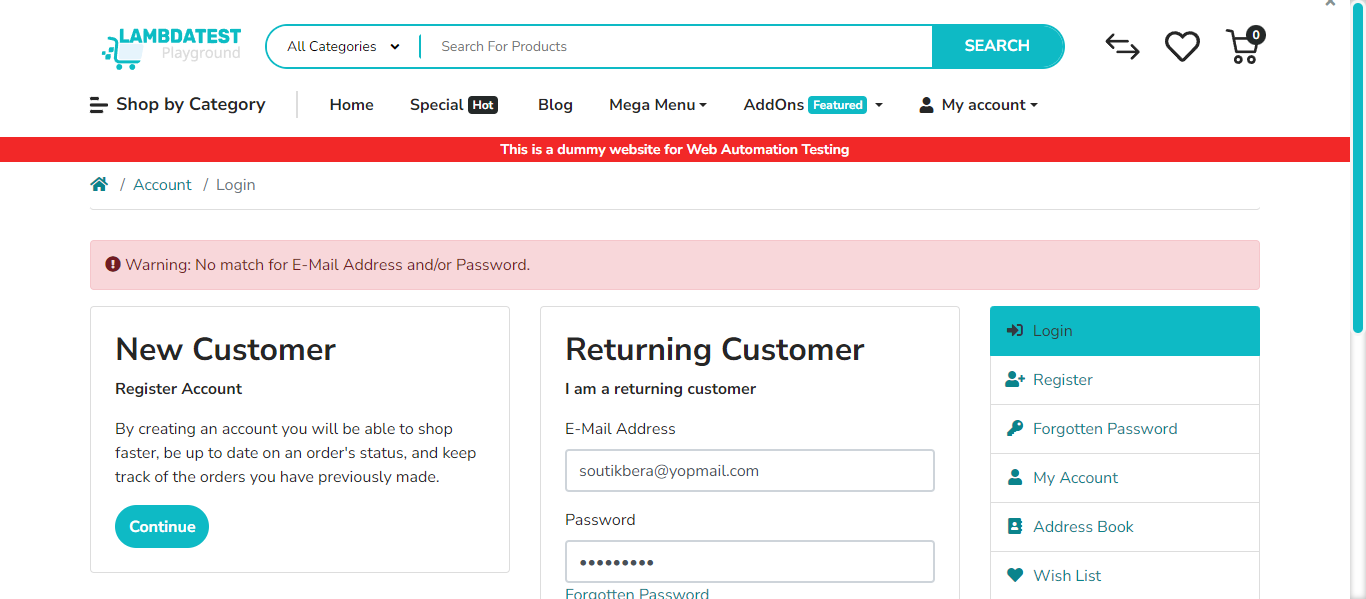 LAMBDATEST
Playground
All Categories
Search For Products
SEARCH
0
Shop by Category
Home
Special Hot
Blog
Mega Menu
AddOns Featured
My account
This is a dummy website for Web Automation Testing
/ Account / Login
Warning: No match for E-Mail Address and/or Password.
New Customer
Register Account
By creating an account you will be able to shop
faster, be up to date on an order's status, and keep
track of the orders you have previously made.
Continue
Returning Customer
I am a returning customer
E-Mail Address
soutikbera@yopmail.com
Password
•••••••••
Forgotten Password
Login
Register
Forgotten Password
My Account
Address Book
Wish List